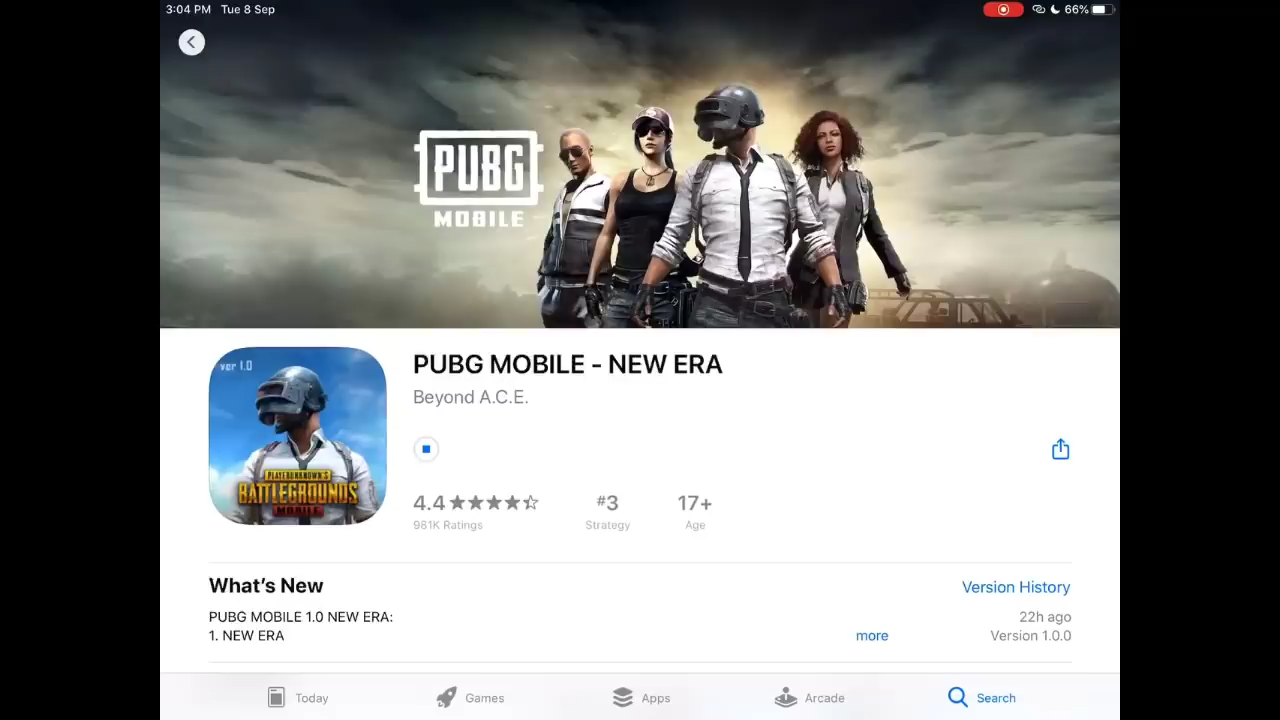 3:04 PM Tue 8 Sep
66%
PUBG
MOBILE
ver 1.0
PLAYERUNKNOWN'S
BATTLEGROUNDS
MOBILE
PUBG MOBILE - NEW ERA
Beyond A.C.E.
4.4
#3
17+
981K Ratings
Strategy
Age
What's New
Version History
PUBG MOBILE 1.0 NEW ERA:
22h ago
1. NEW ERA
more
Version 1.0.0
Today
Games
Apps
Arcade
Search